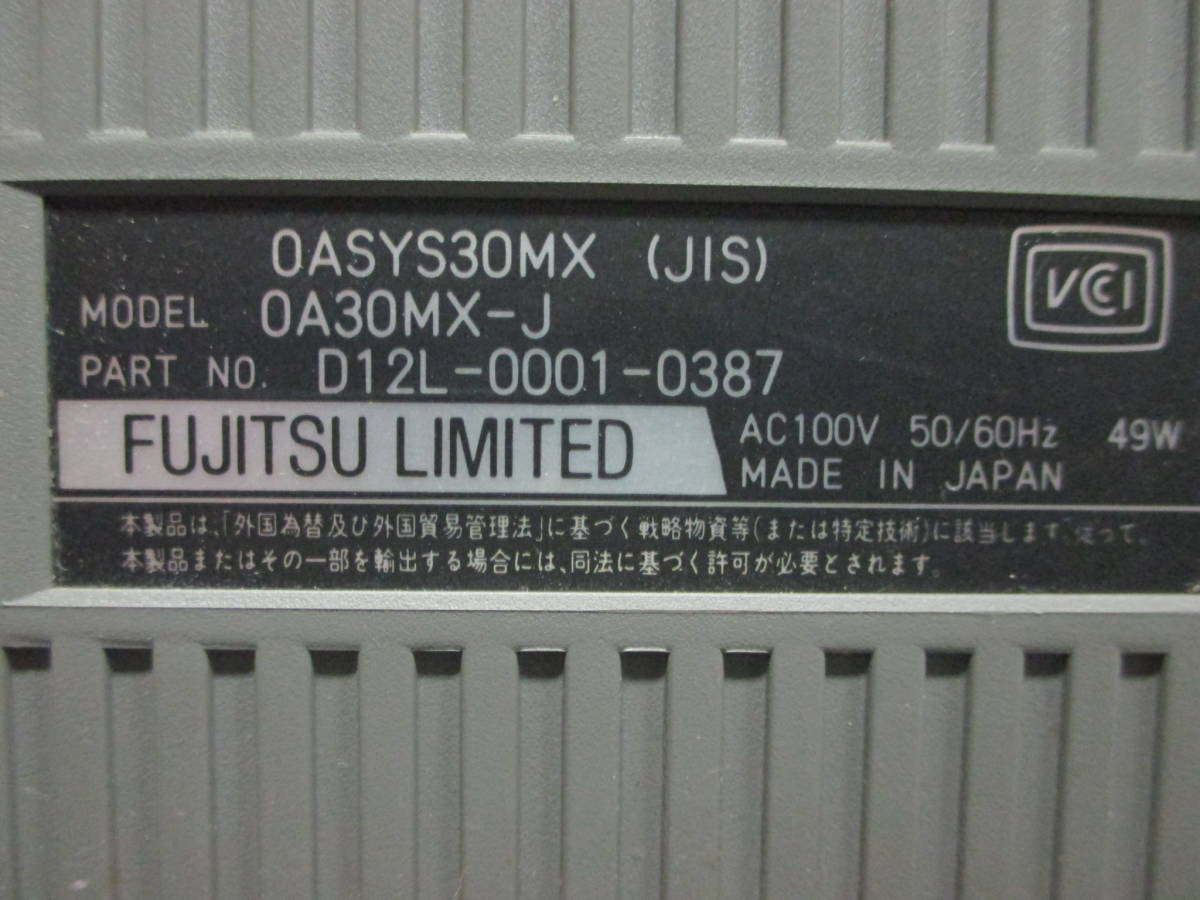 OASYS30MX (JIS)
MODEL OA30MX-J
PART NO. D12L-0001-0387
VCCI
FUJITSU LIMITED
AC100V 50/60Hz 49W
MADE IN JAPAN
本製品は、「外国為替及び外国貿易管理法」に基づく戦略物資等(または特定技術)に該当します。従って、
本製品またはその一部を輸出する場合には、同法に基づく許可が必要とされます。